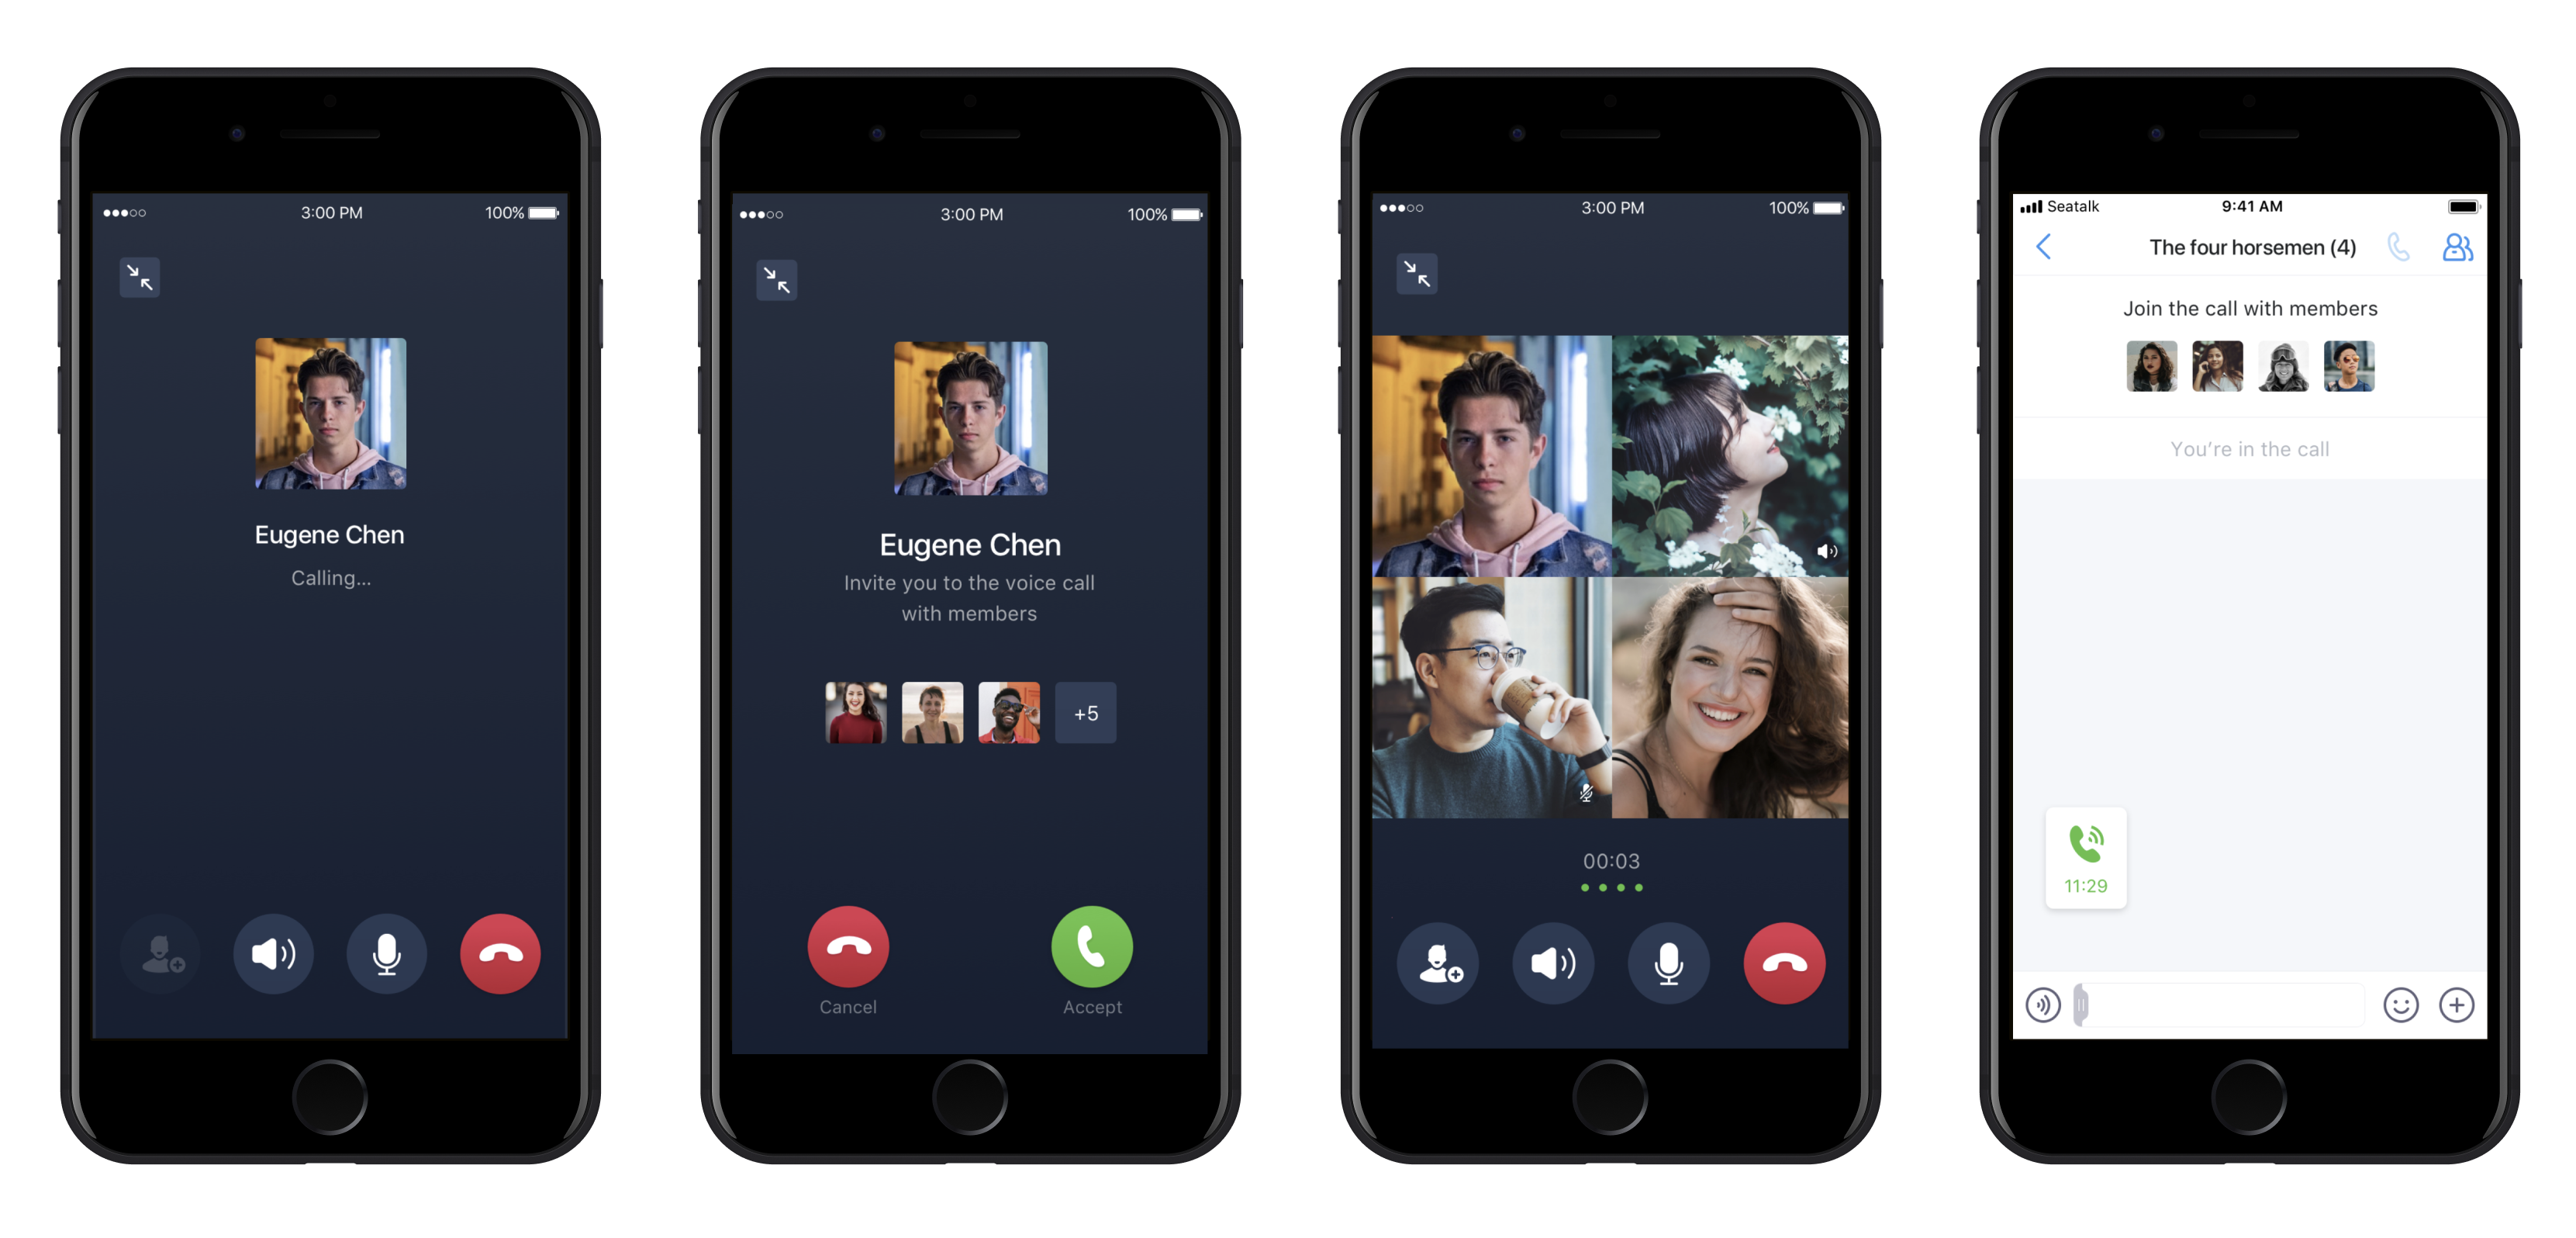 3:00 PM
100%
Eugene Chen
Calling...
3:00 PM
100%
Eugene Chen
Invite you to the voice call
with members
+5
Cancel
Accept
3:00 PM
100%
00:03
Seatalk
9:41 AM
The four horsemen (4)
Join the call with members
You're in the call
11:29